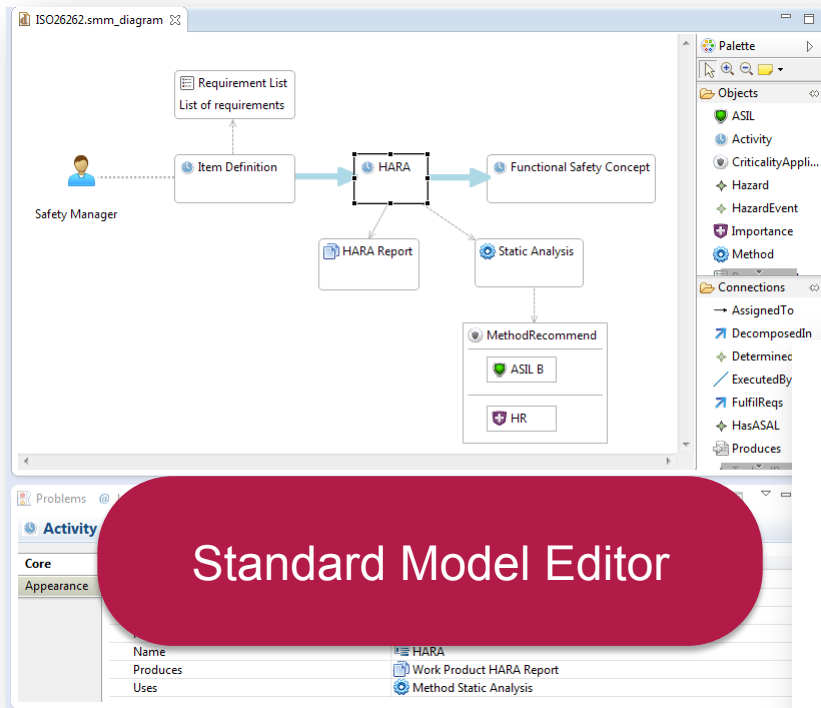 ISO26262.smm_diagram
Palette
Requirement List
List of requirements
Objects
ASIL
Activity
CriticalityAppli...
Hazard
HazardEvent
Importance
Method
Safety Manager
Item Definition
HARA
Functional Safety Concept
HARA Report
Static Analysis
MethodRecommend
ASIL B
HR
Connections
AssignedTo
DecomposedIn
Determined
ExecutedBy
FulfilReqs
HasASAL
Produces
Problems @
Activity
Standard Model Editor
Core
Appearance
Name HARA
Produces Work Product HARA Report
Uses Method Static Analysis